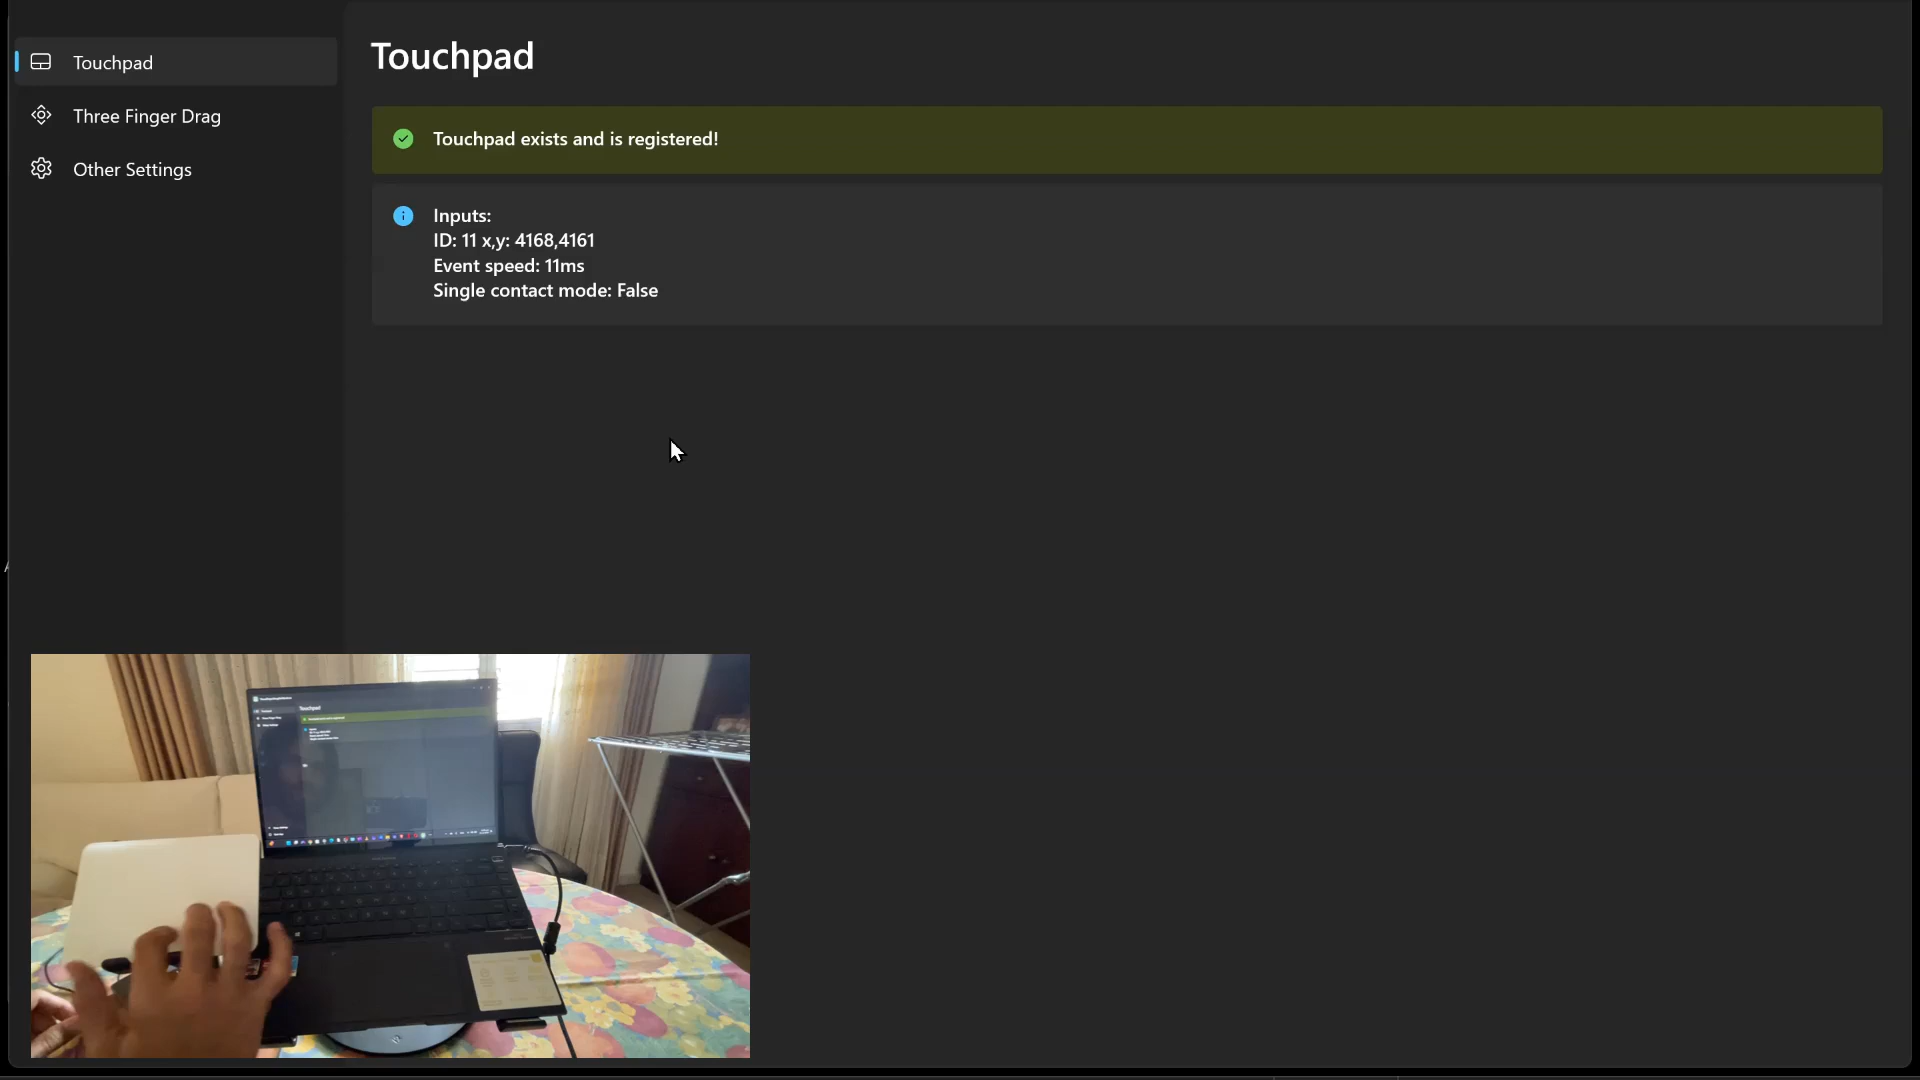 Touchpad
Three Finger Drag
Other Settings
Touchpad
Touchpad exists and is registered!
Inputs:
ID: 11 x,y: 4168,4161
Event speed: 11ms
Single contact mode: False